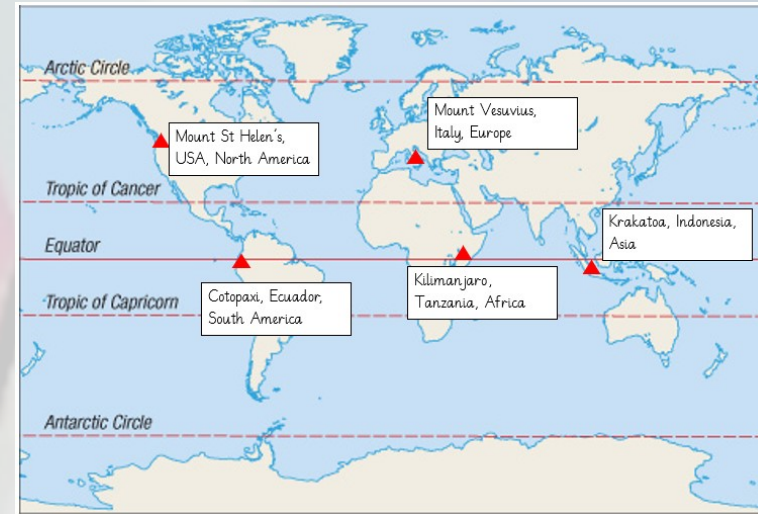 Arctic Circle
Mount Vesuvius,
Italy, Europe
Mount St Helen's,
USA, North America
Tropic of Cancer
Krakatoa, Indonesia,
Asia
Equator
Kilimanjaro,
Tanzania, Africa
Cotopaxi, Ecuador,
South America
Tropic of Capricorn
Antarctic Circle